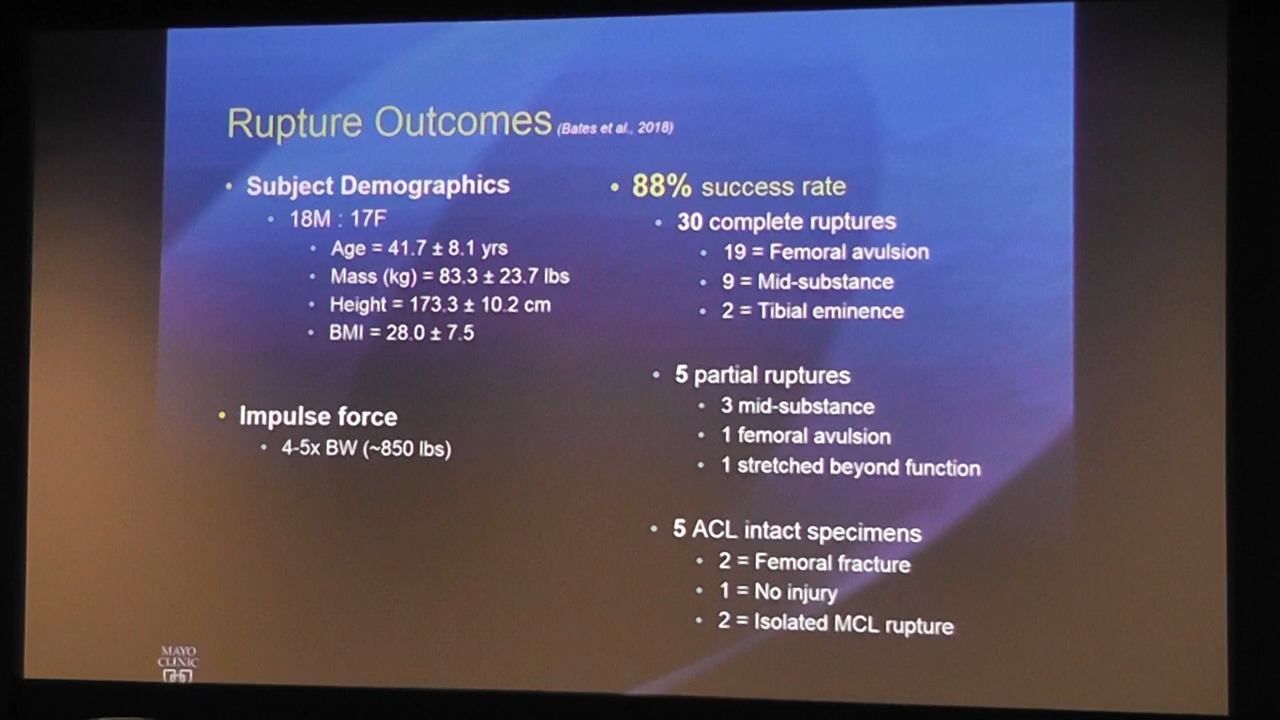 Rupture Outcomes (Bates et al., 2018)
• Subject Demographics
• 18M : 17F
• Age = 41.7 ± 8.1 yrs
• Mass (kg) = 83.3 ± 23.7 lbs
• Height = 173.3 ± 10.2 cm
• BMI = 28.0 ± 7.5
• Impulse force
• 4-5x BW (~850 lbs)
• 88% success rate
• 30 complete ruptures
• 19 = Femoral avulsion
• 9 = Mid-substance
• 2 = Tibial eminence
• 5 partial ruptures
• 3 mid-substance
• 1 femoral avulsion
• 1 stretched beyond function
• 5 ACL intact specimens
• 2 = Femoral fracture
• 1 = No injury
• 2 = Isolated MCL rupture
MAYO
CLINIC